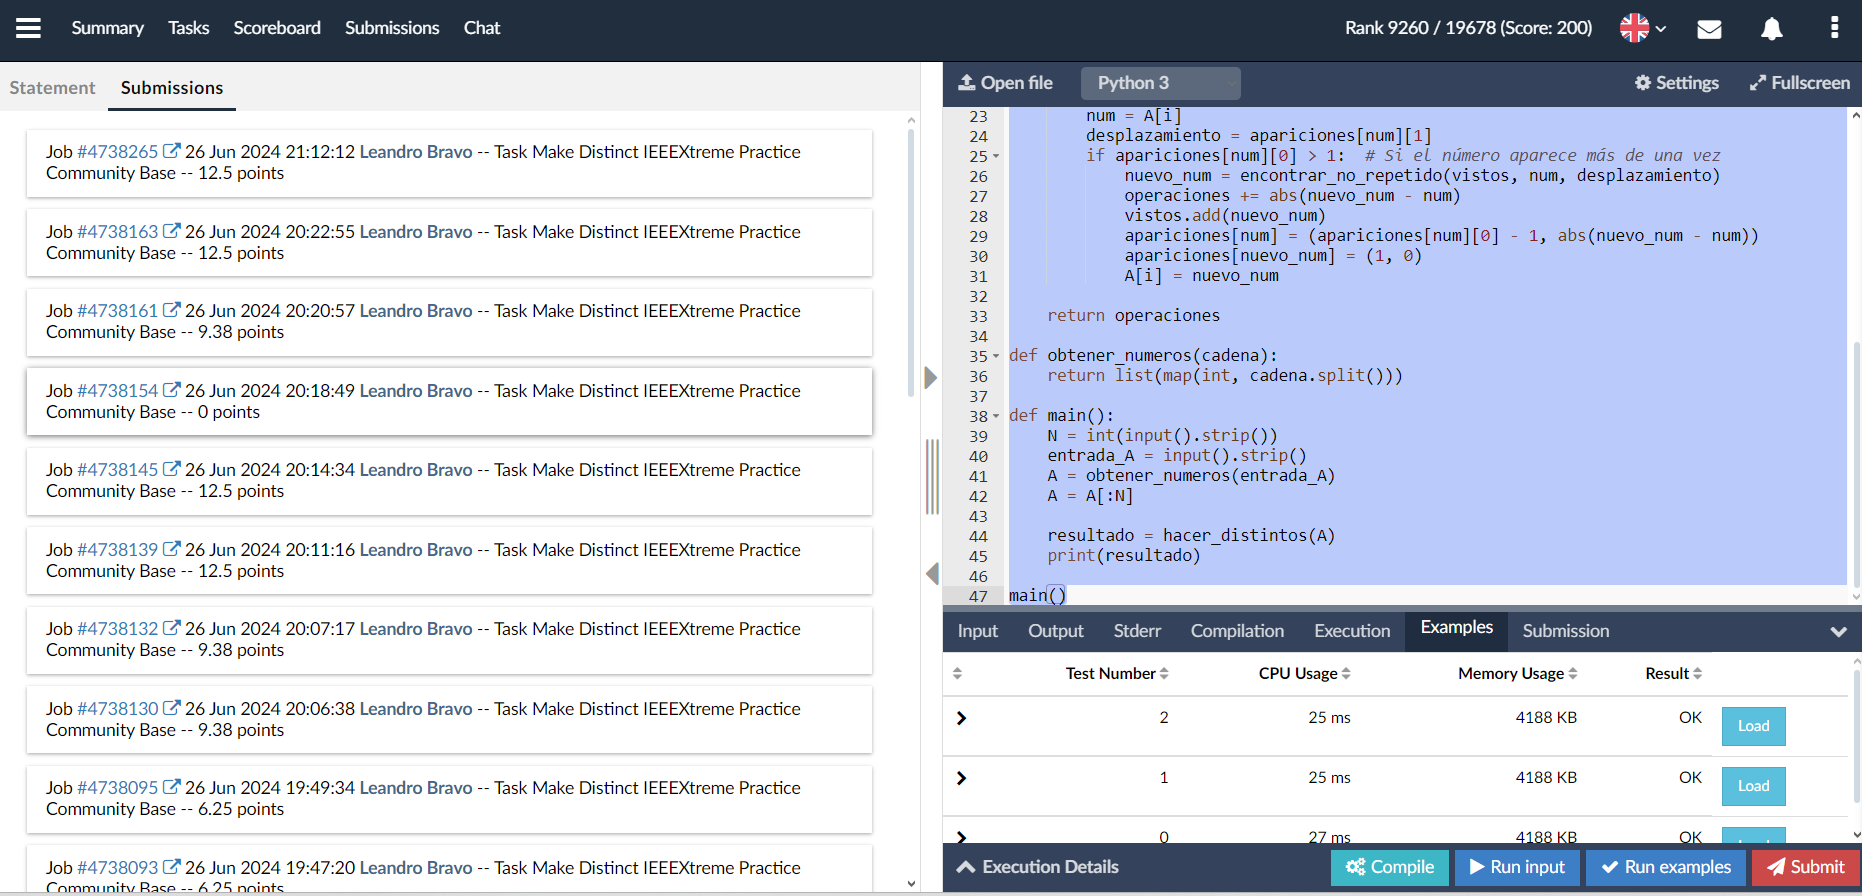 Summary Tasks Scoreboard Submissions Chat Rank 9260 / 19678 (Score: 200)
Statement Submissions
Job #4738265 26 Jun 2024 21:12:12 Leandro Bravo -- Task Make Distinct IEEEXtreme Practice
Community Base -- 12.5 points
Job #4738163 26 Jun 2024 20:22:55 Leandro Bravo -- Task Make Distinct IEEEXtreme Practice
Community Base -- 12.5 points
Job #4738161 26 Jun 2024 20:20:57 Leandro Bravo -- Task Make Distinct IEEEXtreme Practice
Community Base -- 9.38 points
Job #4738154 26 Jun 2024 20:18:49 Leandro Bravo -- Task Make Distinct IEEEXtreme Practice
Community Base -- 0 points
Job #4738145 26 Jun 2024 20:14:34 Leandro Bravo -- Task Make Distinct IEEEXtreme Practice
Community Base -- 12.5 points
Job #4738139 26 Jun 2024 20:11:16 Leandro Bravo -- Task Make Distinct IEEEXtreme Practice
Community Base -- 12.5 points
Job #4738132 26 Jun 2024 20:07:17 Leandro Bravo -- Task Make Distinct IEEEXtreme Practice
Community Base -- 9.38 points
Job #4738130 26 Jun 2024 20:06:38 Leandro Bravo -- Task Make Distinct IEEEXtreme Practice
Community Base -- 9.38 points
Job #4738095 26 Jun 2024 19:49:34 Leandro Bravo -- Task Make Distinct IEEEXtreme Practice
Community Base -- 6.25 points
Job #4738093 26 Jun 2024 19:47:20 Leandro Bravo -- Task Make Distinct IEEEXtreme Practice
Community Base -- 6.25 points
Open file Python 3 Settings Fullscreen
23 num = A[i]
24 desplazamiento = apariciones[num][1]
25 if apariciones[num][0] > 1: # Si el número aparece más de una vez
26 nuevo_num = encontrar_no_repetido(vistos, num, desplazamiento)
27 operaciones += abs(nuevo_num - num)
28 vistos.add(nuevo_num)
29 apariciones[num] = (apariciones[num][0] - 1, abs(nuevo_num - num))
30 apariciones[nuevo_num] = (1, 0)
31 A[i] = nuevo_num
32
33 return operaciones
34
35 def obtener_numeros(cadena):
36 return list(map(int, cadena.split()))
37
38 def main():
39 N = int(input().strip())
40 entrada_A = input().strip()
41 A = obtener_numeros(entrada_A)
42 A = A[:N]
43
44 resultado = hacer_distintos(A)
45 print(resultado)
46
47 main()
Input Output Stderr Compilation Execution Examples Submission
Test Number CPU Usage Memory Usage Result
2 25 ms 4188 KB OK Load
1 25 ms 4188 KB OK Load
0 27 ms 4188 KB OK
Execution Details Compile Run input Run examples Submit